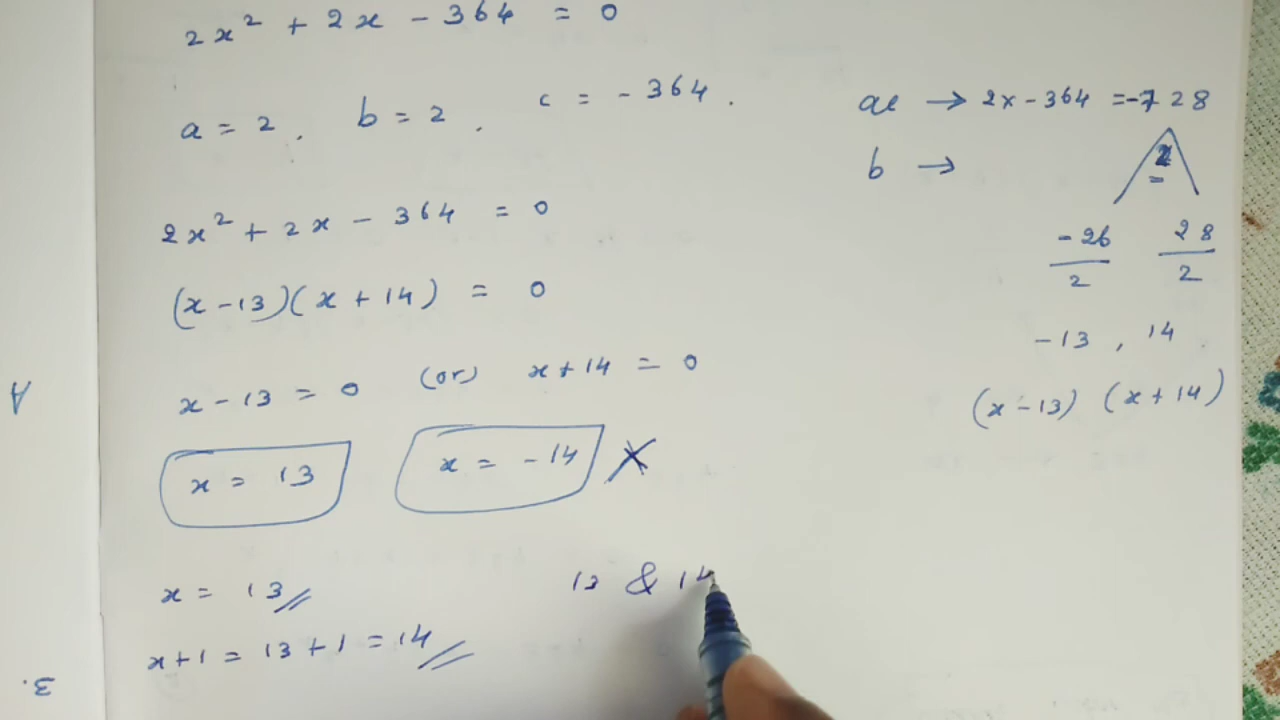 2x² + 2x - 364 = 0
a = 2, b = 2, c = -364.
2x² + 2x - 364 = 0
(x - 13)(x + 14) = 0
x - 13 = 0 (or) x + 14 = 0
x = 13 x = -14 X
x = 13
x + 1 = 13 + 1 = 14
13 & 14
ac → 2x - 364 = -728
b → 2
-26/2 28/2
-13, 14
(x - 13) (x + 14)
A
3.